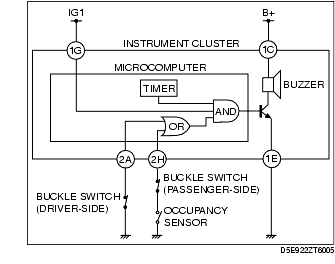 IG1
B+
INSTRUMENT CLUSTER
1G
1C
MICROCOMPUTER
TIMER
BUZZER
AND
OR
2A
2H
1E
BUCKLE SWITCH
(DRIVER-SIDE)
BUCKLE SWITCH
(PASSENGER-SIDE)
OCCUPANCY
SENSOR
D5E922ZT6005